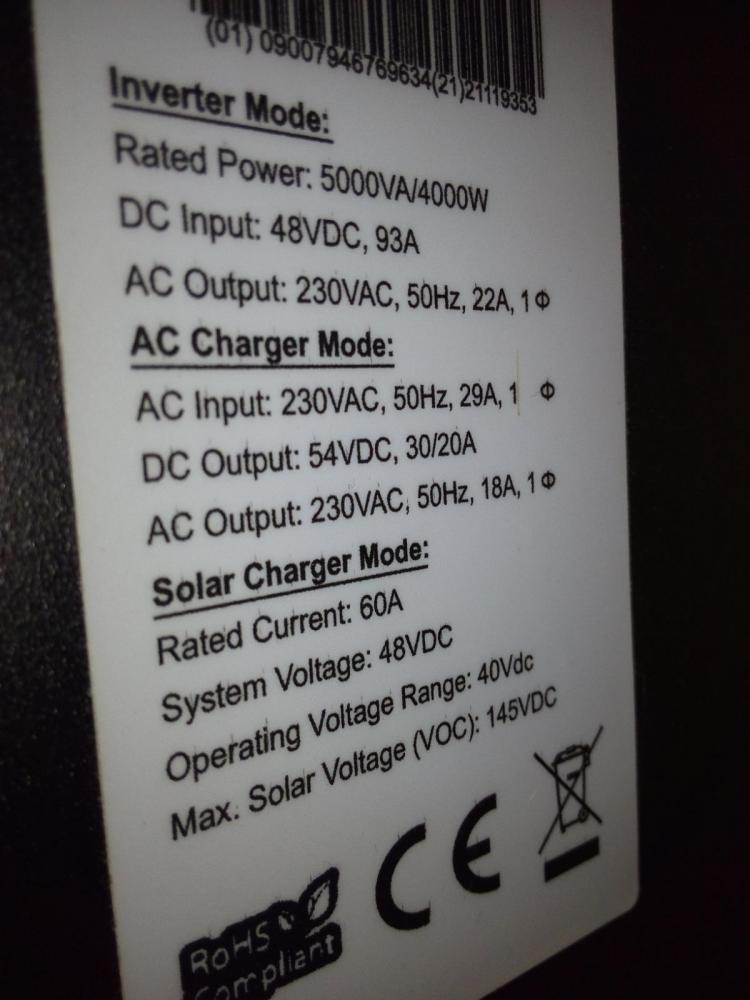 (01) 09007946769634(21)21119353
Inverter Mode:
Rated Power: 5000VA/4000W
DC Input: 48VDC, 93A
AC Output: 230VAC, 50Hz, 22A, 1Φ
AC Charger Mode:
AC Input: 230VAC, 50Hz, 29A, 1 Φ
DC Output: 54VDC, 30/20A
AC Output: 230VAC, 50Hz, 18A, 1Φ
Solar Charger Mode:
Rated Current: 60A
System Voltage: 48VDC
Operating Voltage Range: 40Vdc
Max. Solar Voltage (VOC): 145VDC
CE
RoHS
Compliant